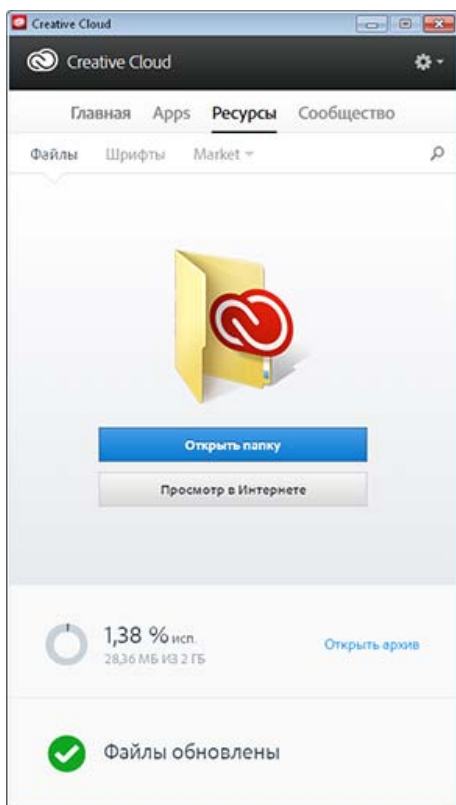 Creative Cloud
Creative Cloud
Главная Apps Ресурсы Сообщество
Файлы Шрифты Market
Открыть папку
Просмотр в Интернете
1,38 % исп.
28,36 МБ ИЗ 2 ГБ
Открыть архив
Файлы обновлены